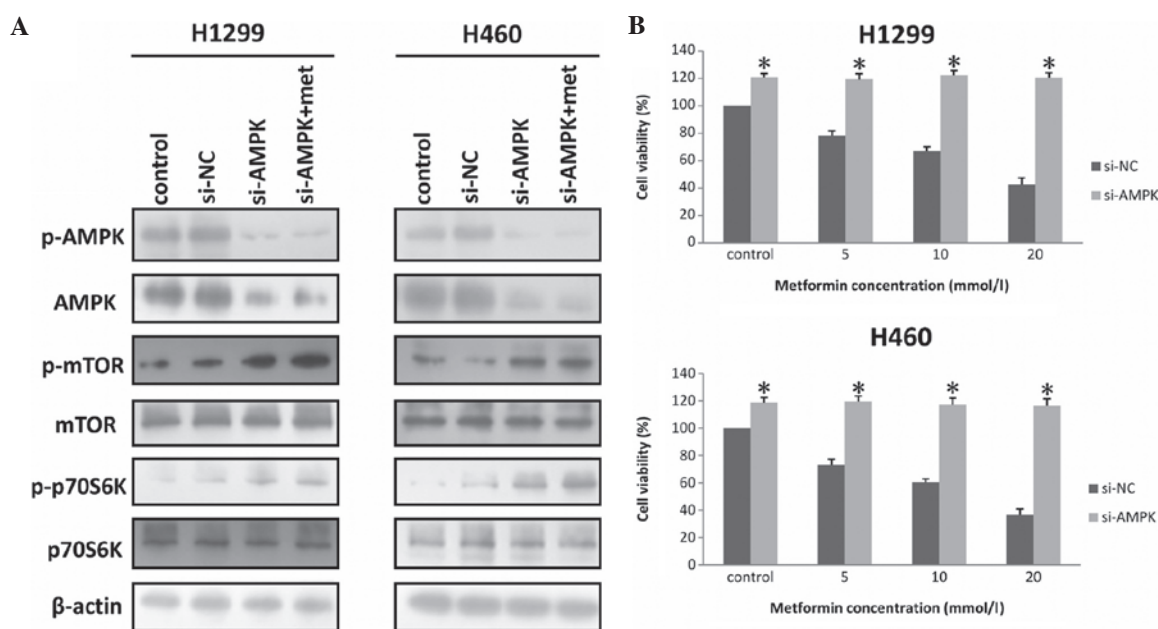 A
H1299
H460
control
si-NC
si-AMPK
si-AMPK+met
control
si-NC
si-AMPK
si-AMPK+met
p-AMPK
AMPK
p-mTOR
mTOR
p-p70S6K
p70S6K
β-actin
B
H1299
Cell viability (%)
140
120
100
80
60
40
20
0
* * * *
control 5 10 20
Metformin concentration (mmol/l)
si-NC
si-AMPK
H460
Cell viability (%)
140
120
100
80
60
40
20
0
* * * *
control 5 10 20
Metformin concentration (mmol/l)
si-NC
si-AMPK